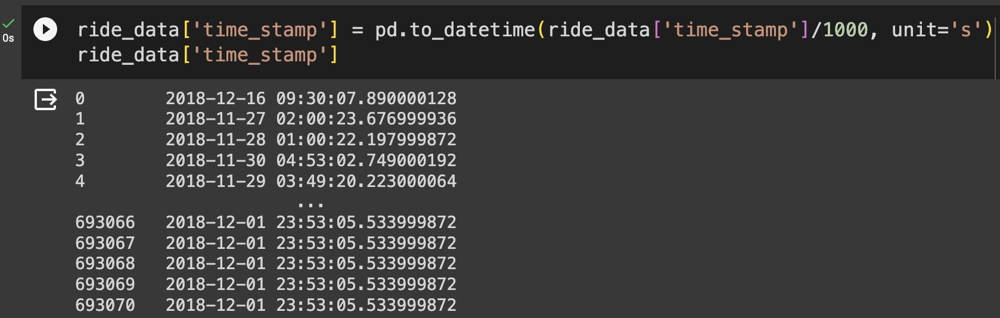 ride_data['time_stamp'] = pd.to_datetime(ride_data['time_stamp']/1000, unit='s')
0s
ride_data['time_stamp']
0 2018-12-16 09:30:07.890000128
1 2018-11-27 02:00:23.676999936
2 2018-11-28 01:00:22.197999872
3 2018-11-30 04:53:02.749000192
4 2018-11-29 03:49:20.223000064
...
693066 2018-12-01 23:53:05.533999872
693067 2018-12-01 23:53:05.533999872
693068 2018-12-01 23:53:05.533999872
693069 2018-12-01 23:53:05.533999872
693070 2018-12-01 23:53:05.533999872